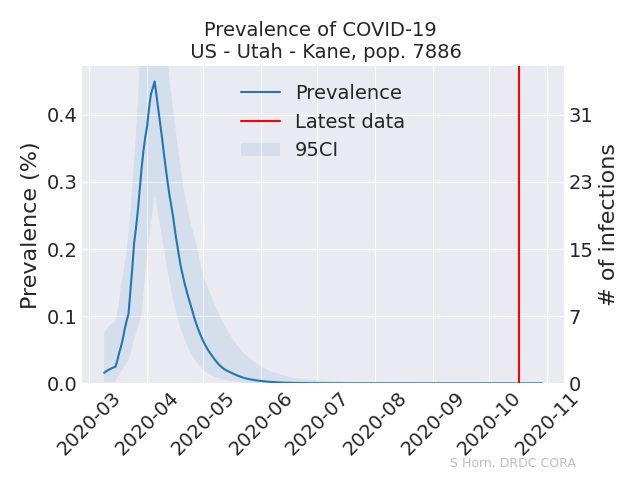 Prevalence of COVID-19
US - Utah - Kane, pop. 7886
Prevalence
Latest data
95CI
Prevalence (%)
0.4
0.3
0.2
0.1
0.0
# of infections
31
23
15
7
0
2020-03
2020-04
2020-05
2020-06
2020-07
2020-08
2020-09
2020-10
2020-11
S Horn, DRDC CORA